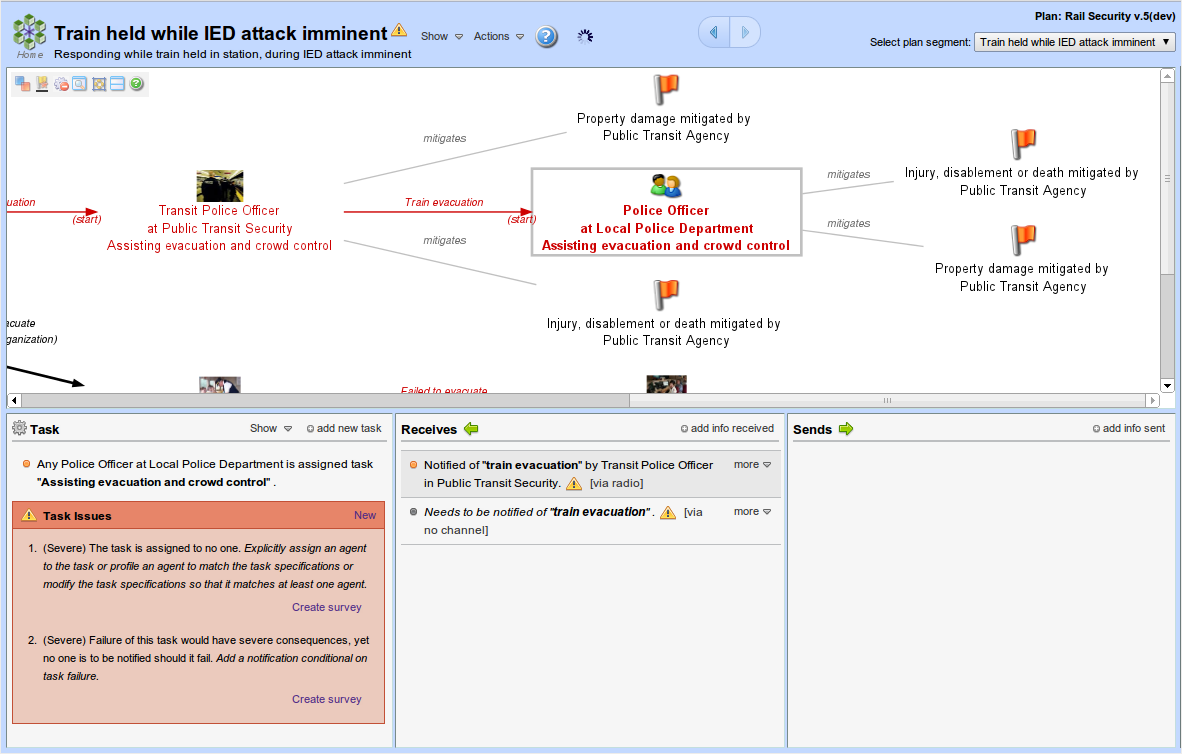 Plan: Rail Security v.5(dev)
Train held while IED attack imminent
Show
Actions
?
Home
Responding while train held in station, during IED attack imminent
Select plan segment:
Train held while IED attack imminent
?
Property damage mitigated by
Public Transit Agency
mitigates
Injury, disablement or death mitigated by
Public Transit Agency
mitigates
uation
(start)
Transit Police Officer
at Public Transit Security
Assisting evacuation and crowd control
Train evacuation
(start)
Police Officer
at Local Police Department
Assisting evacuation and crowd control
mitigates
mitigates
Property damage mitigated by
Public Transit Agency
Injury, disablement or death mitigated by
Public Transit Agency
acuate
ganization)
Failed to evacuate
Task
Show
add new task
Any Police Officer at Local Police Department is assigned task
"Assisting evacuation and crowd control" .
Task Issues
New
1. (Severe) The task is assigned to no one. Explicitly assign an agent
to the task or profile an agent to match the task specifications or
modify the task specifications so that it matches at least one agent.
Create survey
2. (Severe) Failure of this task would have severe consequences, yet
no one is to be notified should it fail. Add a notification conditional on
task failure.
Create survey
Receives
add info received
Notified of "train evacuation" by Transit Police Officer
in Public Transit Security. [via radio]
more
Needs to be notified of "train evacuation" . [via
no channel]
more
Sends
add info sent